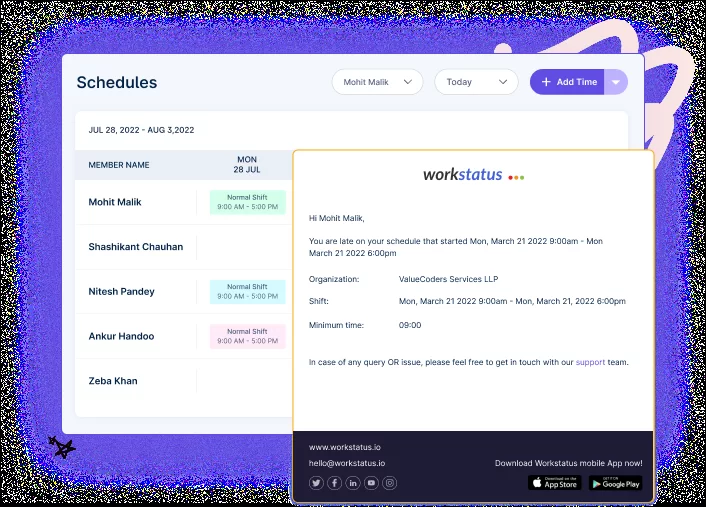 Schedules
Mohit Malik
Today
+ Add Time
JUL 28, 2022 - AUG 3,2022
MEMBER NAME
MON
28 JUL
Mohit Malik
Normal Shift
9:00 AM - 5:00 PM
Shashikant Chauhan
Nitesh Pandey
Normal Shift
9:00 AM - 5:00 PM
Ankur Handoo
Normal Shift
9:00 AM - 5:00 PM
Zeba Khan
workstatus
Hi Mohit Malik,
You are late on your schedule that started Mon, March 21 2022 9:00am - Mon
March 21 2022 6:00pm
Organization: ValueCoders Services LLP
Shift: Mon, March 21 2022 9:00am - Mon, March 21, 2022 6:00pm
Minimum time: 09:00
In case of any query OR issue, please feel free to get in touch with our support team.
www.workstatus.io
hello@workstatus.io
Download Workstatus mobile App now!
Download on the
App Store
GET IT ON
Google Play